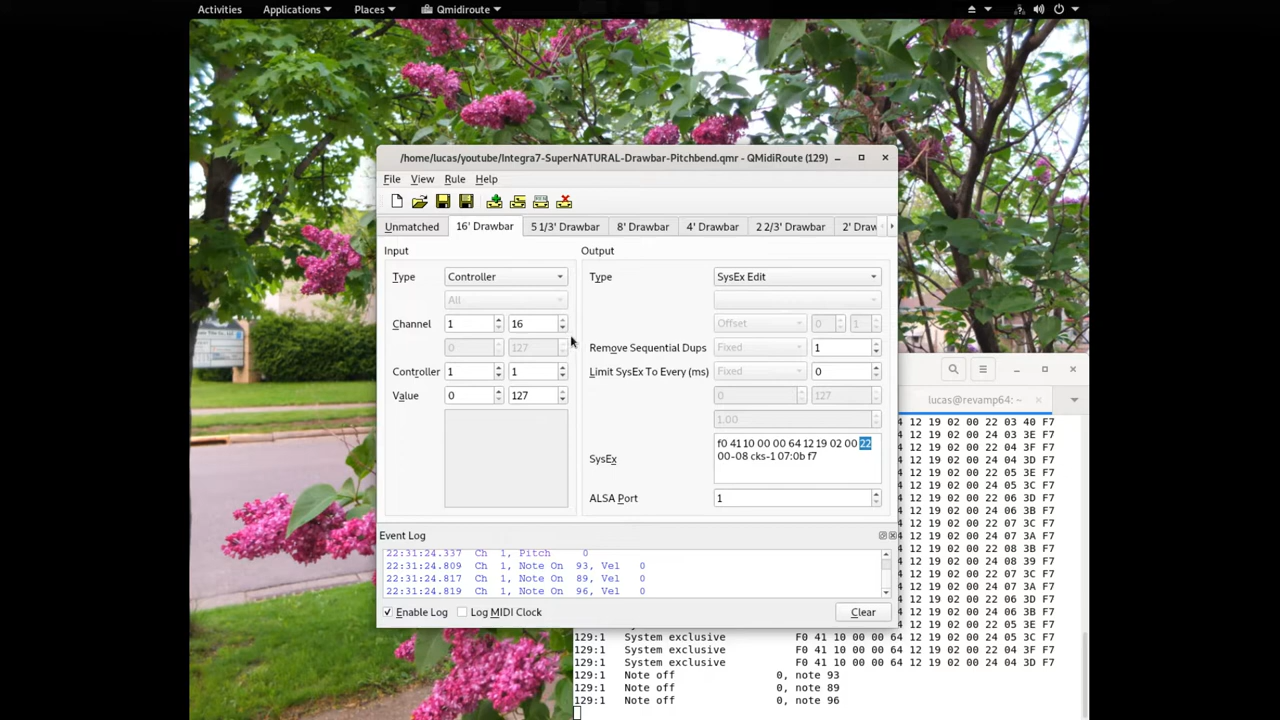 Activities Applications Places Qmidiroute
/home/lucas/youtube/Integra7-SuperNATURAL-Drawbar-Pitchbend.qmr - QMidiRoute (129)
File View Rule Help
Unmatched 16' Drawbar 5 1/3' Drawbar 8' Drawbar 4' Drawbar 2 2/3' Drawbar 2' Draw
Input Output
Type Controller Type SysEx Edit
All
Channel 1 16 Offset 0 1
0 127 Remove Sequential Dups Fixed 1
Controller 1 1 Limit SysEx To Every (ms) Fixed 0
Value 0 127 0 127
1.00
SysEx
f0 41 10 00 00 64 12 19 02 00 22
00-08 cks-1 07:0b f7
ALSA Port 1
Event Log
22:31:24.337 Ch 1, Pitch 0
22:31:24.809 Ch 1, Note On 93, Vel 0
22:31:24.817 Ch 1, Note On 89, Vel 0
22:31:24.819 Ch 1, Note On 96, Vel 0
Enable Log Log MIDI Clock Clear
lucas@revamp64: ~
4 12 19 02 00 22 03 40 F7
4 12 19 02 00 24 03 3E F7
4 12 19 02 00 22 04 3F F7
4 12 19 02 00 24 04 3D F7
4 12 19 02 00 22 05 3E F7
4 12 19 02 00 24 05 3C F7
4 12 19 02 00 22 06 3D F7
4 12 19 02 00 24 06 3B F7
4 12 19 02 00 22 07 3C F7
4 12 19 02 00 24 07 3A F7
4 12 19 02 00 22 08 3B F7
4 12 19 02 00 24 08 39 F7
4 12 19 02 00 22 07 3C F7
4 12 19 02 00 24 07 3A F7
4 12 19 02 00 22 06 3D F7
4 12 19 02 00 24 06 3B F7
129:1 System exclusive F0 41 10 00 00 64 12 19 02 00 22 05 3E F7
129:1 System exclusive F0 41 10 00 00 64 12 19 02 00 24 05 3C F7
129:1 System exclusive F0 41 10 00 00 64 12 19 02 00 22 04 3F F7
129:1 System exclusive F0 41 10 00 00 64 12 19 02 00 24 04 3D F7
129:1 Note off 0, note 93
129:1 Note off 0, note 89
129:1 Note off 0, note 96